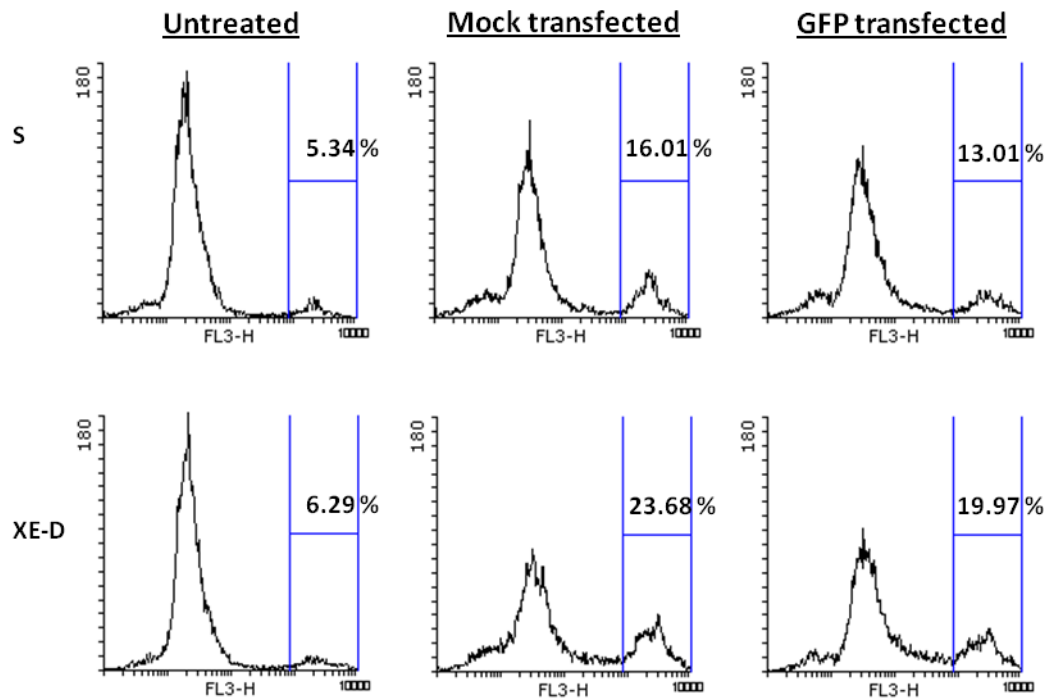 Untreated Mock transfected GFP transfected
S
180 180 180
5.34 % 16.01 % 13.01 %
10000 10000 10000
FL3-H FL3-H FL3-H
XE-D
180 180 180
6.29 % 23.68 % 19.97 %
10000 10000 10000
FL3-H FL3-H FL3-H